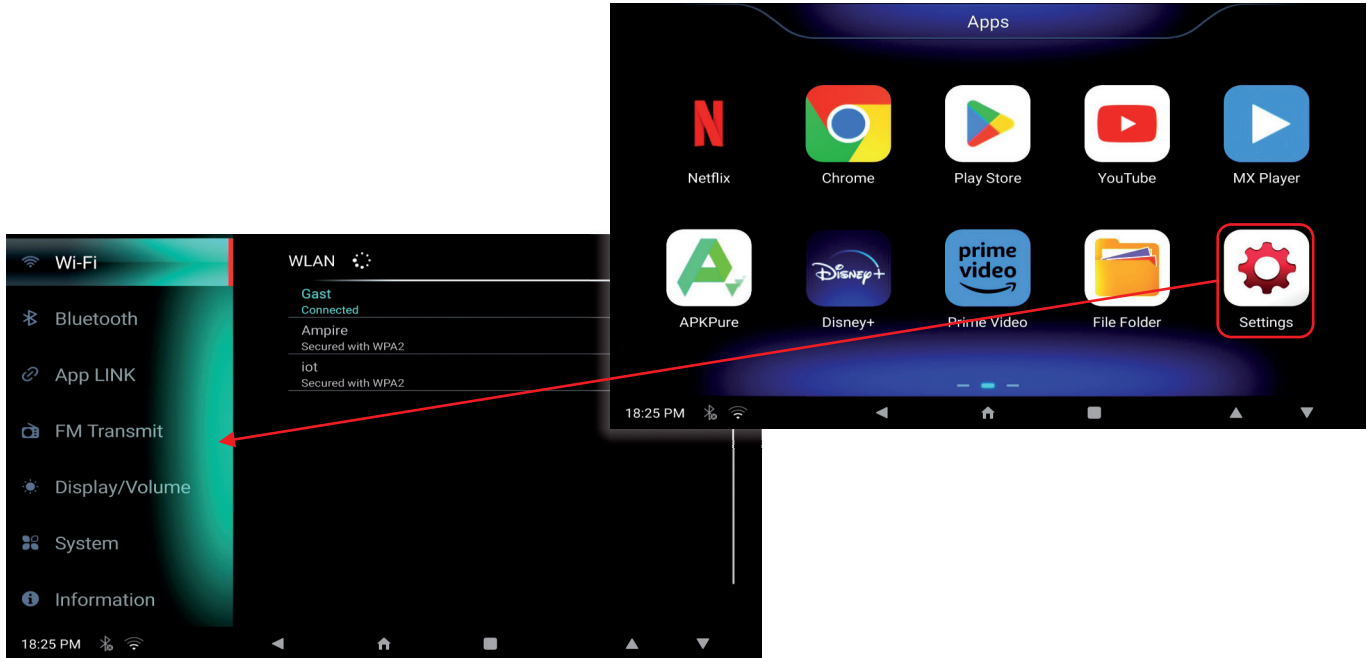 Apps
N
Netflix
Chrome
Play Store
YouTube
MX Player
Disney+
prime
video
APKPure
Disney+
Prime Video
File Folder
Settings
18:25 PM
Wi-Fi
Bluetooth
App LINK
FM Transmit
Display/Volume
System
Information
WLAN
Gast
Connected
Ampire
Secured with WPA2
iot
Secured with WPA2
18:25 PM